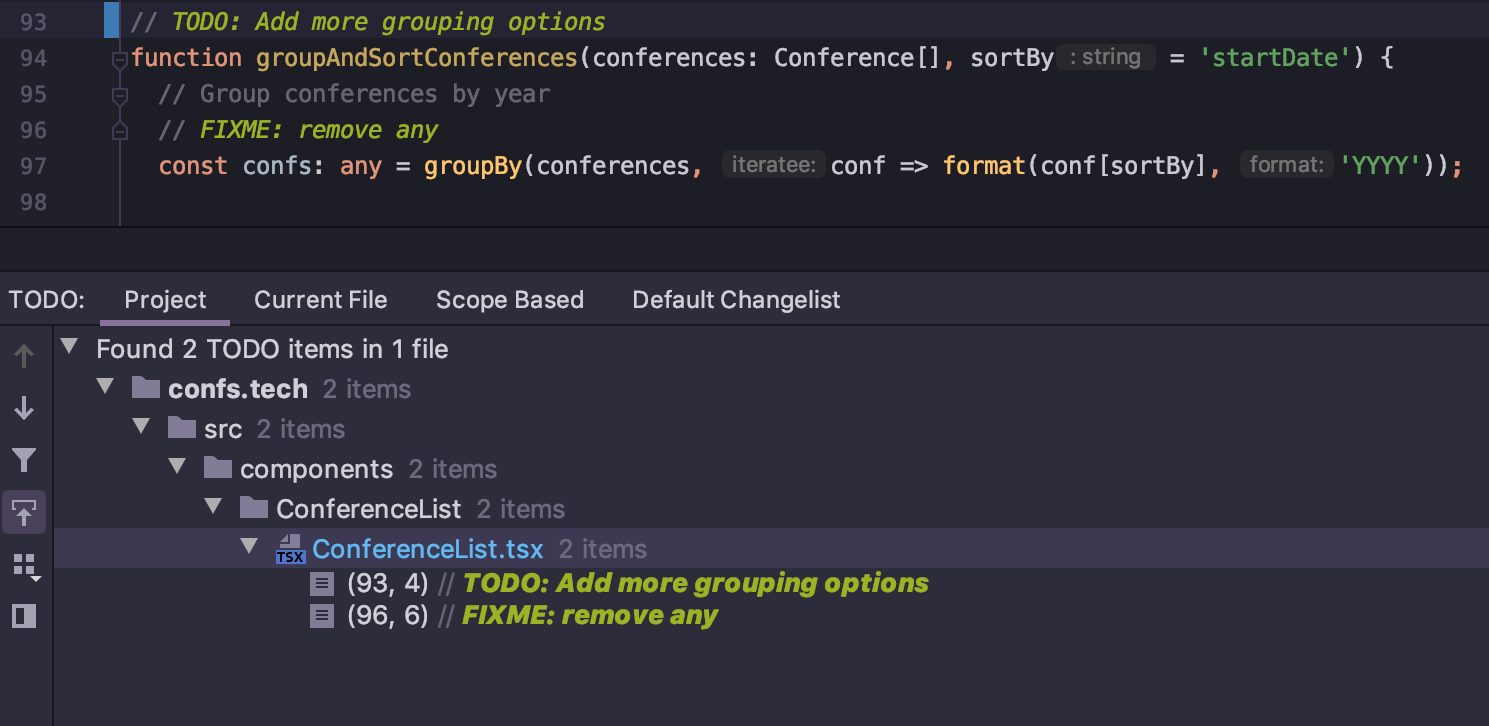 93 // TODO: Add more grouping options
94 function groupAndSortConferences(conferences: Conference[], sortBy : string = 'startDate') {
95 // Group conferences by year
96 // FIXME: remove any
97 const confs: any = groupBy(conferences, iteratee: conf => format(conf[sortBy], format: 'YYYY'));
98
TODO: Project Current File Scope Based Default Changelist
Found 2 TODO items in 1 file
confs.tech 2 items
src 2 items
components 2 items
ConferenceList 2 items
TSX ConferenceList.tsx 2 items
(93, 4) // TODO: Add more grouping options
(96, 6) // FIXME: remove any